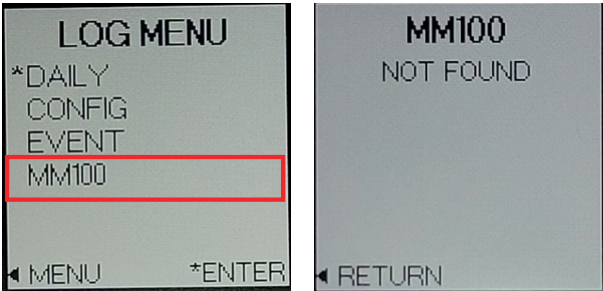 LOG MENU
*DAILY
CONFIG
EVENT
MM100
◄ MENU *ENTER
MM100
NOT FOUND
◄ RETURN